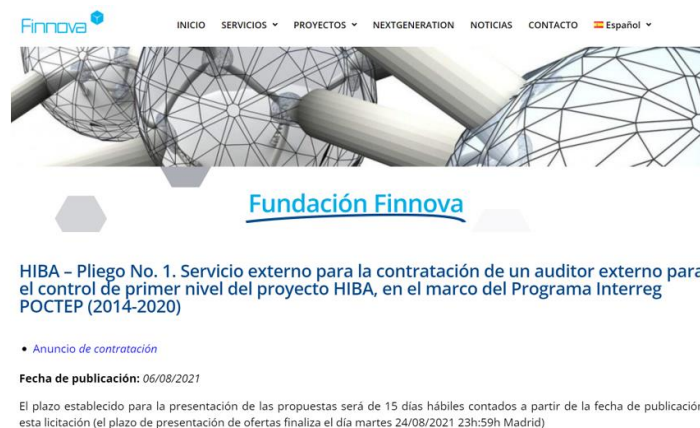 Finnova
INICIO SERVICIOS PROYECTOS NEXTGENERATION NOTICIAS CONTACTO Español
Fundación Finnova
HIBA – Pliego No. 1. Servicio externo para la contratación de un auditor externo para
el control de primer nivel del proyecto HIBA, en el marco del Programa Interreg
POCTEP (2014-2020)
Anuncio de contratación
Fecha de publicación: 06/08/2021
El plazo establecido para la presentación de las propuestas será de 15 días hábiles contados a partir de la fecha de publicación
esta licitación (el plazo de presentación de ofertas finaliza el día martes 24/08/2021 23h:59h Madrid)